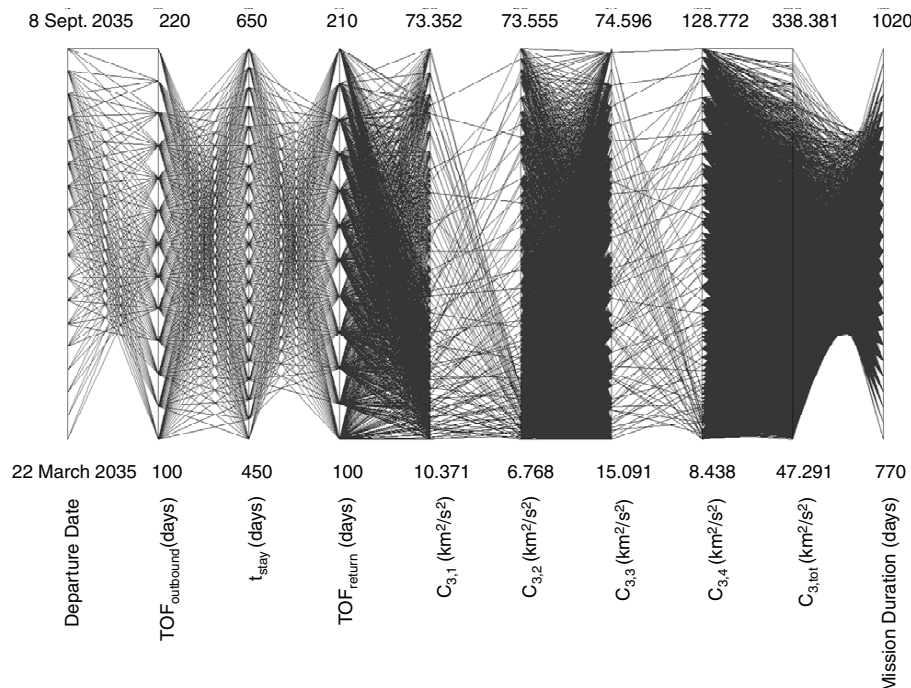 8 Sept. 2035 220 650 210 73.352 73.555 74.596 128.772 338.381 1020
22 March 2035 100 450 100 10.371 6.768 15.091 8.438 47.291 770
Departure Date
TOFoutbound(days)
tstay (days)
TOFreturn (days)
C3,1 (km²/s²)
C3,2 (km²/s²)
C3,3 (km²/s²)
C3,4 (km²/s²)
C3,tot (km²/s²)
Mission Duration (days)